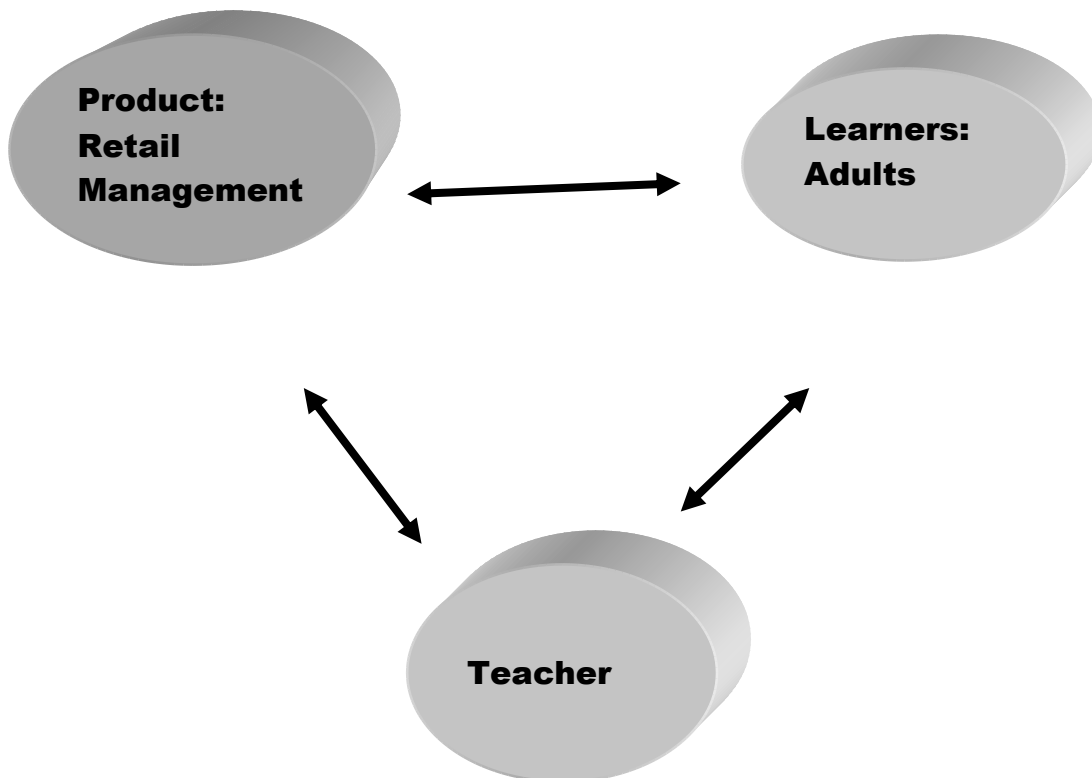 Product:
Retail
Management
Learners:
Adults
Teacher